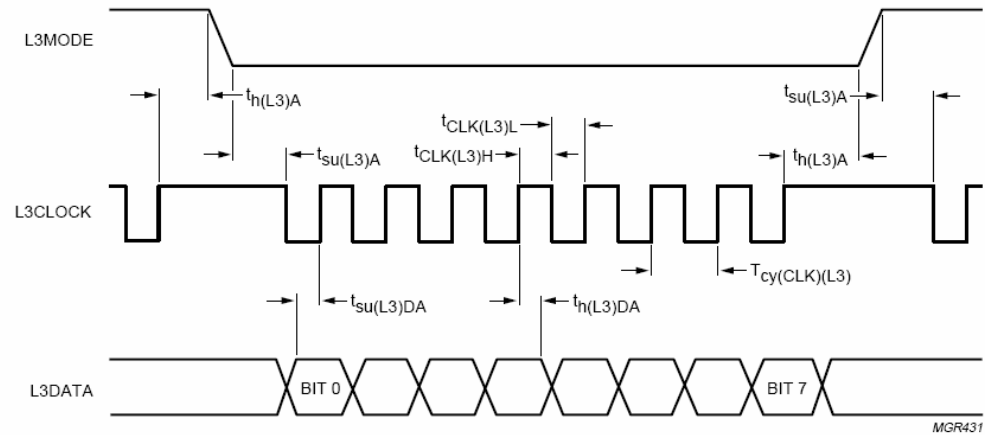 L3MODE
th(L3)A
tsu(L3)A
tCLK(L3)L
tsu(L3)A
tCLK(L3)H
th(L3)A
L3CLOCK
Tcy(CLK)(L3)
tsu(L3)DA
th(L3)DA
L3DATA
BIT 0
BIT 7
MGR431